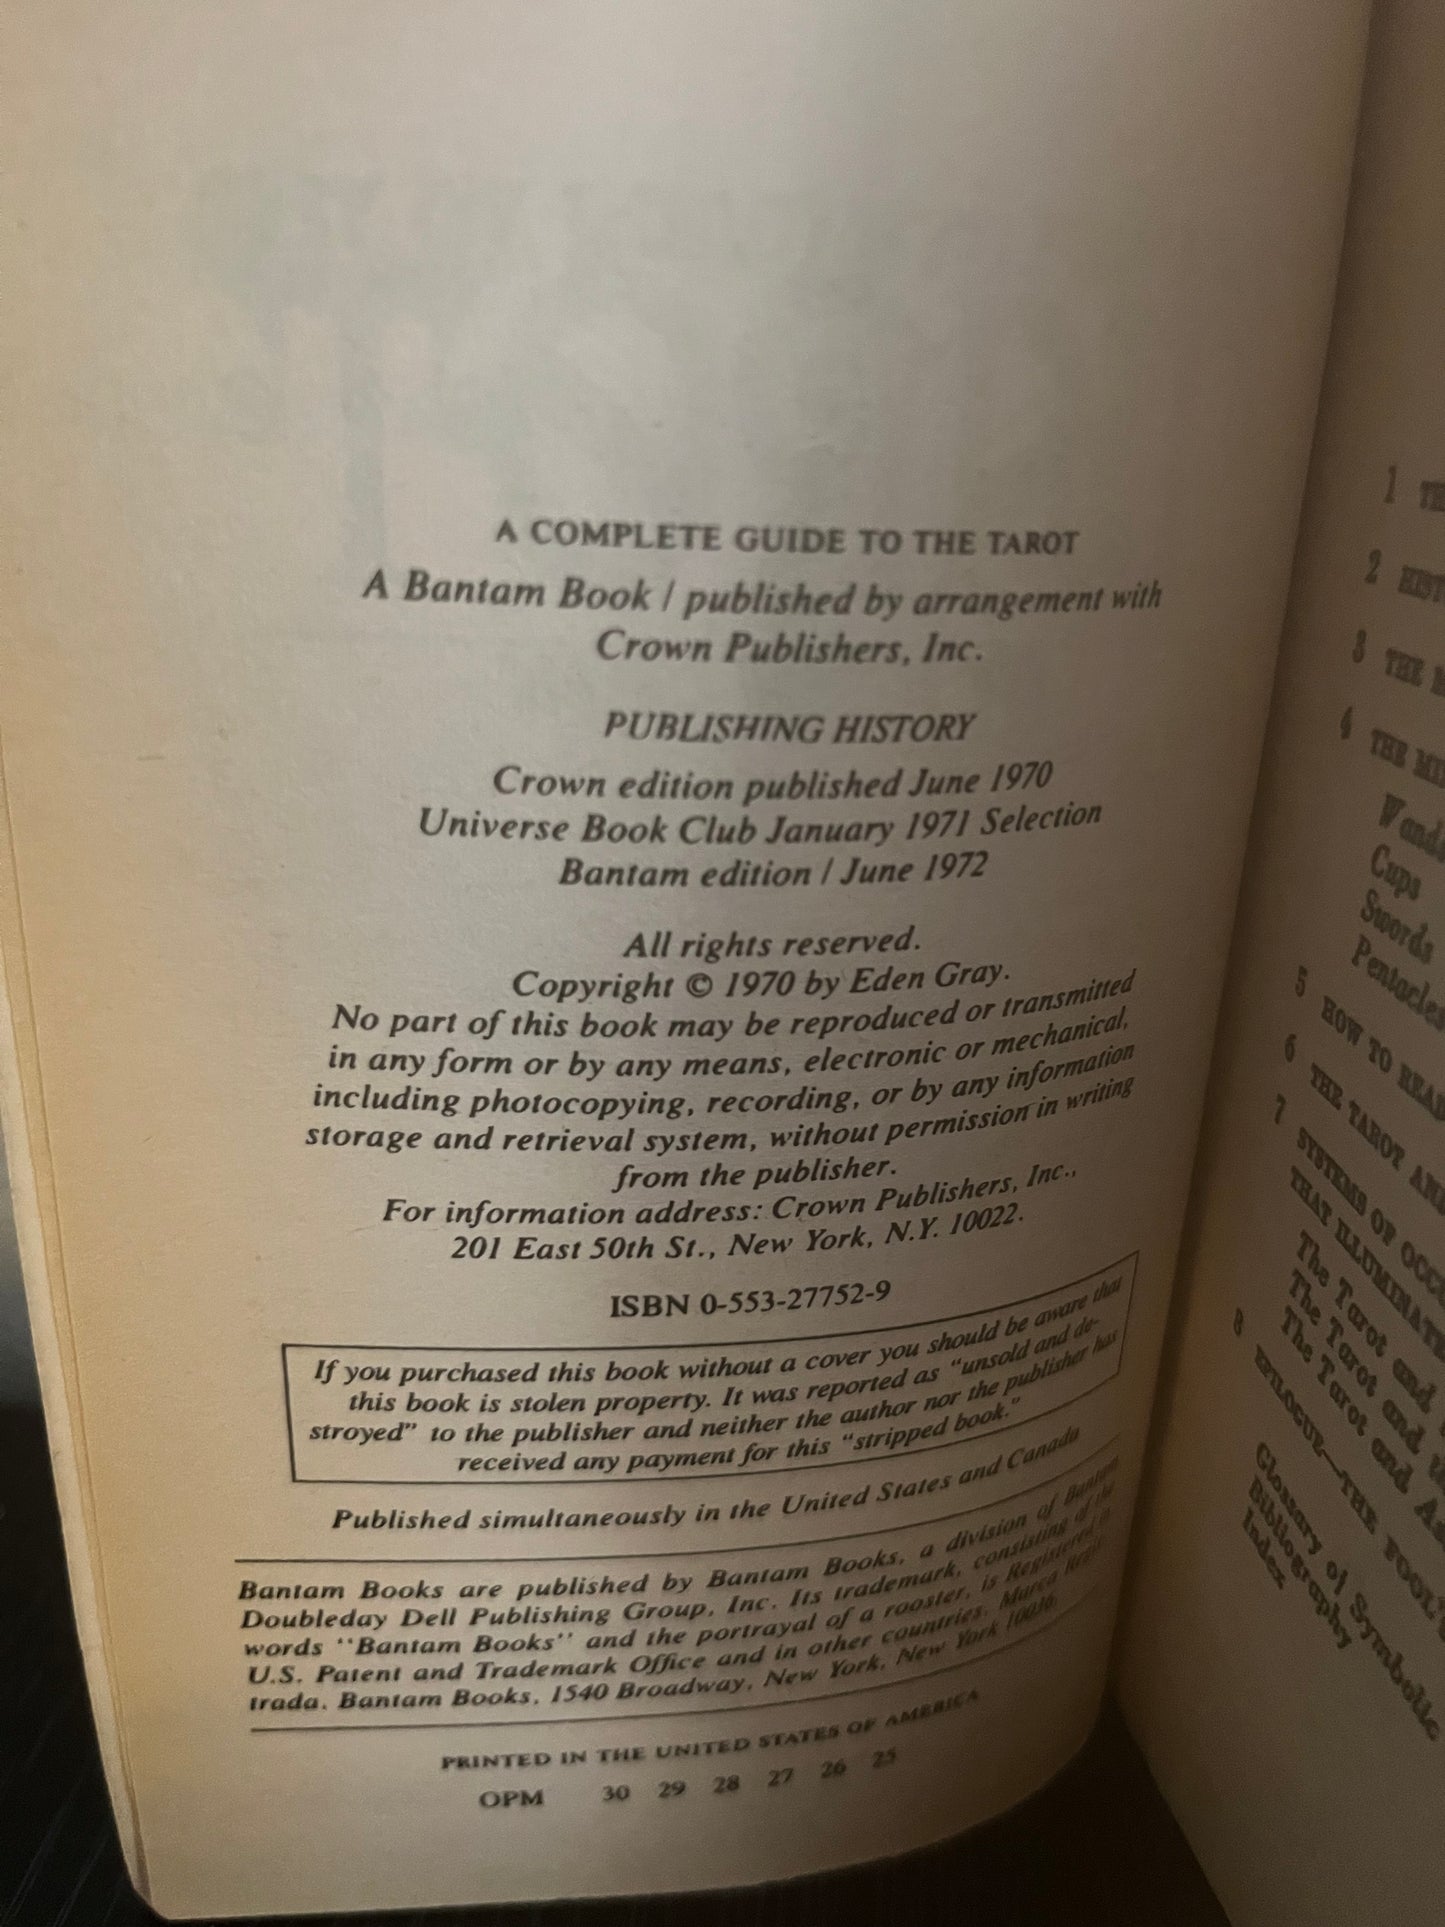 A COMPLETE GUIDE TO THE TAROT
A Bantam Book / published by arrangement with
Crown Publishers, Inc.
PUBLISHING HISTORY
Crown edition published June 1970
Universe Book Club January 1971 Selection
Bantam edition / June 1972
All rights reserved.
Copyright © 1970 by Eden Gray.
No part of this book may be reproduced or transmitted
in any form or by any means, electronic or mechanical,
including photocopying, recording, or by any information
storage and retrieval system, without permission in writing
from the publisher.
For information address: Crown Publishers, Inc.,
201 East 50th St., New York, N.Y. 10022.
ISBN 0-553-27752-9
If you purchased this book without a cover you should be aware that
this book is stolen property. It was reported as "unsold and de-
stroyed" to the publisher and neither the author nor the publisher has
received any payment for this "stripped book."
Published simultaneously in the United States and Canada
Bantam Books are published by Bantam Books, a division of Bantam
Doubleday Dell Publishing Group, Inc. Its trademark, consisting of the
words "Bantam Books" and the portrayal of a rooster, is Registered in
U.S. Patent and Trademark Office and in other countries. Marca Regis-
trada. Bantam Books, 1540 Broadway, New York, New York 10036.
PRINTED IN THE UNITED STATES OF AMERICA
OPM 30 29 28 27 26 25
1
2
3 THE
4 THE
Wands
Cups
Swords
Pentacles
5 HOW TO READ
6 THE TAROT
7 SYSTEMS OF
THAT
The Tarot and
The Tarot and
The Tarot and
8 EPILOGUE—THE
Glossary of Symbolic
Bibliography
Index